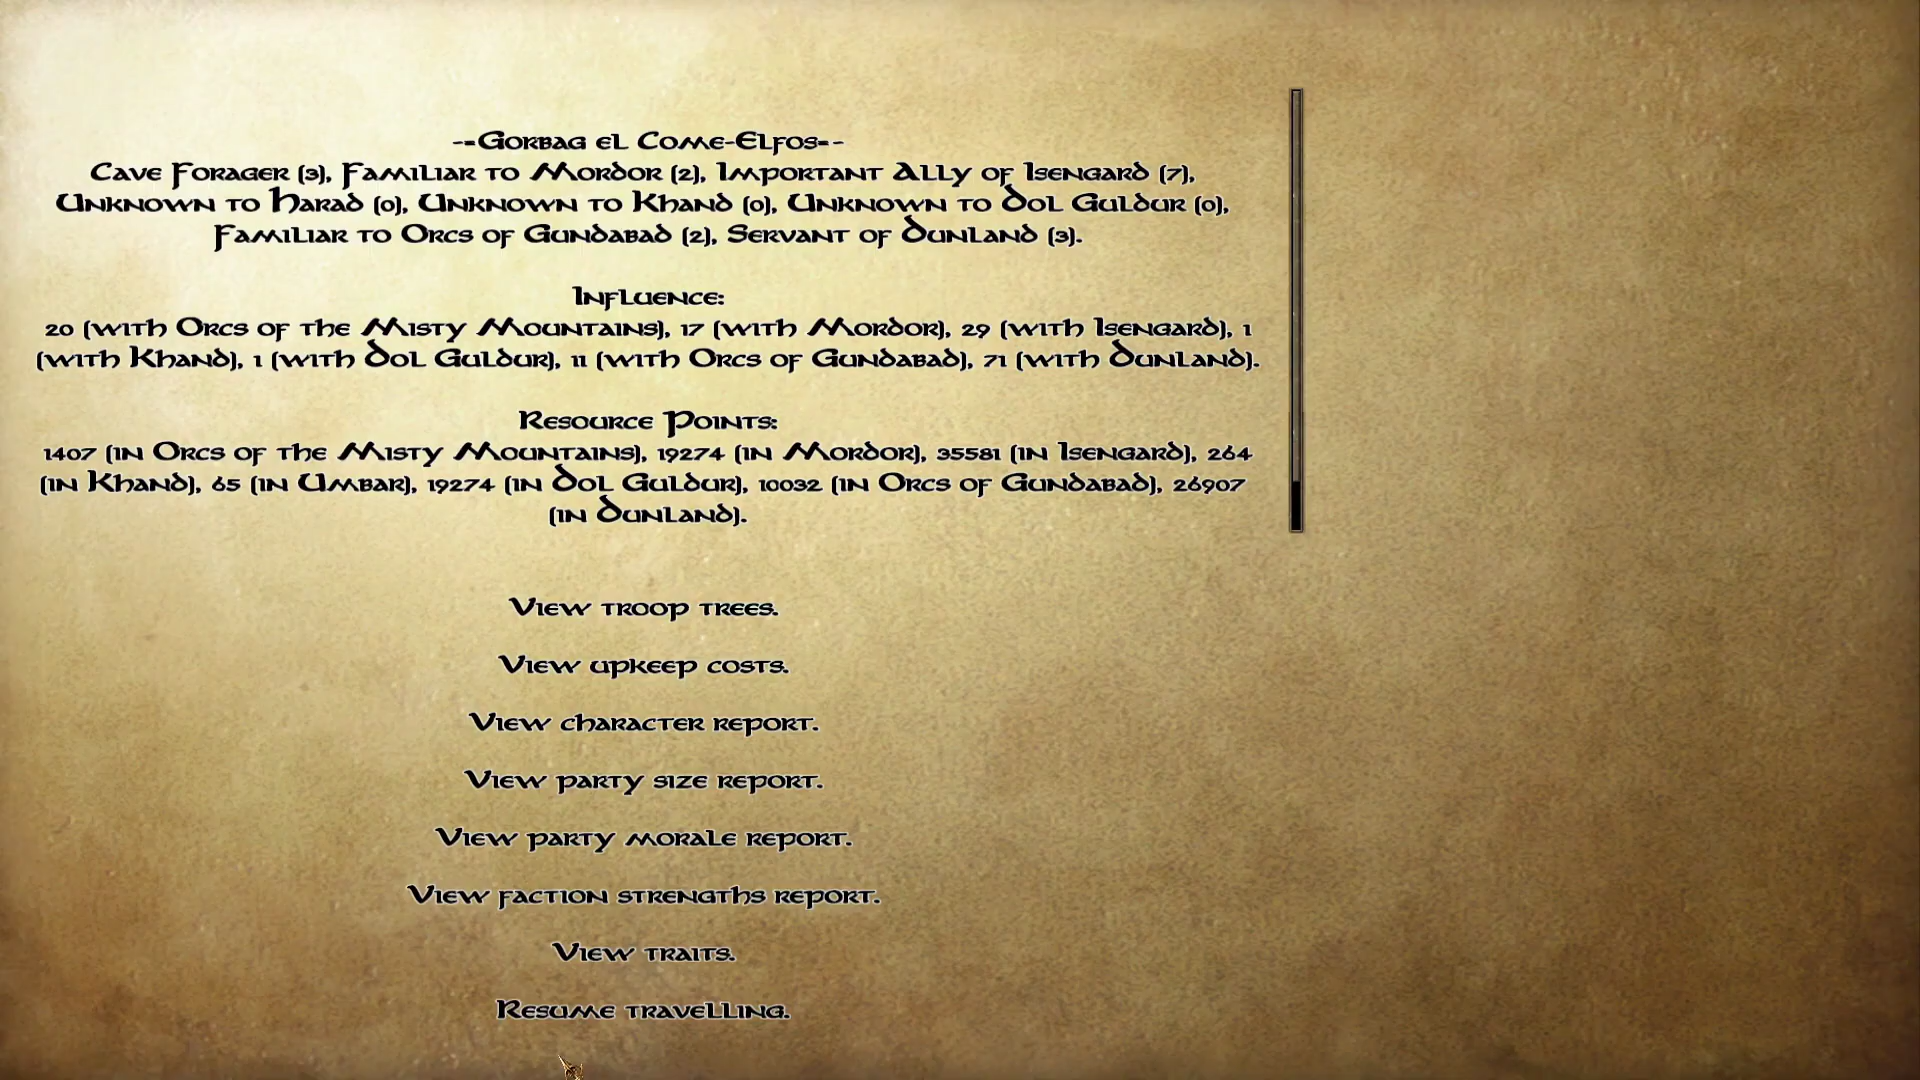 -=Gorbag el Come-Elfos=-
Cave Forager (3), Familiar to Mordor (2), Important Ally of Isengard (7),
Unknown to Harad (0), Unknown to Khand (0), Unknown to Dol Guldur (0),
Familiar to Orcs of Gundabad (2), Servant of Dunland (3).
Influence:
20 (with Orcs of the Misty Mountains), 17 (with Mordor), 29 (with Isengard), 1
(with Khand), 1 (with Dol Guldur), 11 (with Orcs of Gundabad), 71 (with Dunland).
Resource Points:
1407 (in Orcs of the Misty Mountains), 19274 (in Mordor), 35581 (in Isengard), 264
(in Khand), 65 (in Umbar), 19274 (in Dol Guldur), 10032 (in Orcs of Gundabad), 26907
(in Dunland).
View troop trees.
View upkeep costs.
View character report.
View party size report.
View party morale report.
View faction strengths report.
View traits.
Resume travelling.